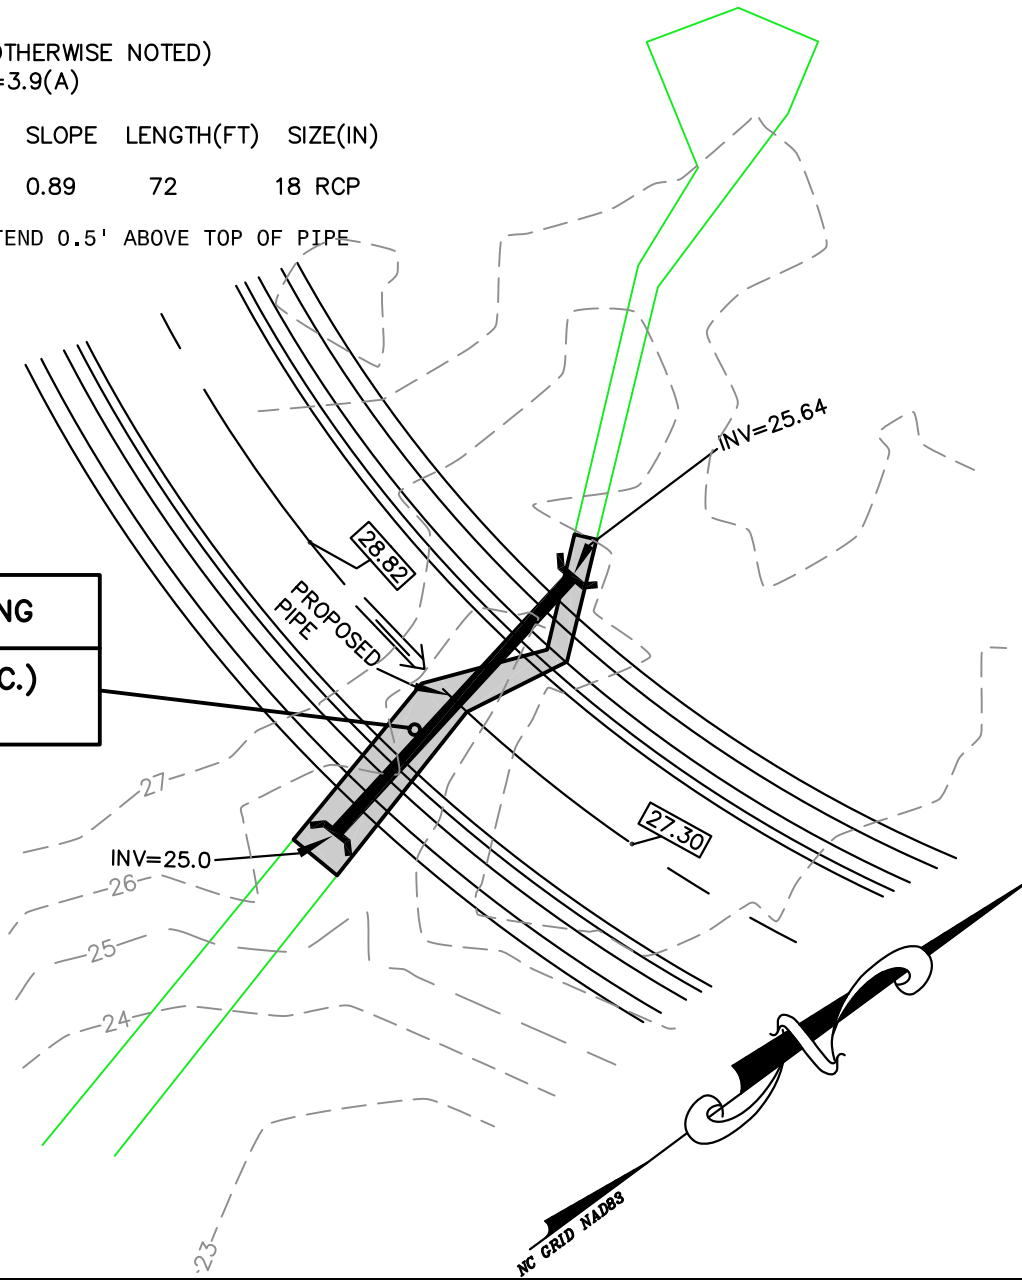 OTHERWISE NOTED)
=3.9(A)
SLOPE LENGTH(FT) SIZE(IN)
0.89 72 18 RCP
TEND 0.5' ABOVE TOP OF PIPE
INV=25.64
28.82
PROPOSED
PIPE
NG
C.)
27
27.30
INV=25.0
26
25
24
23
NC GRID NAD83